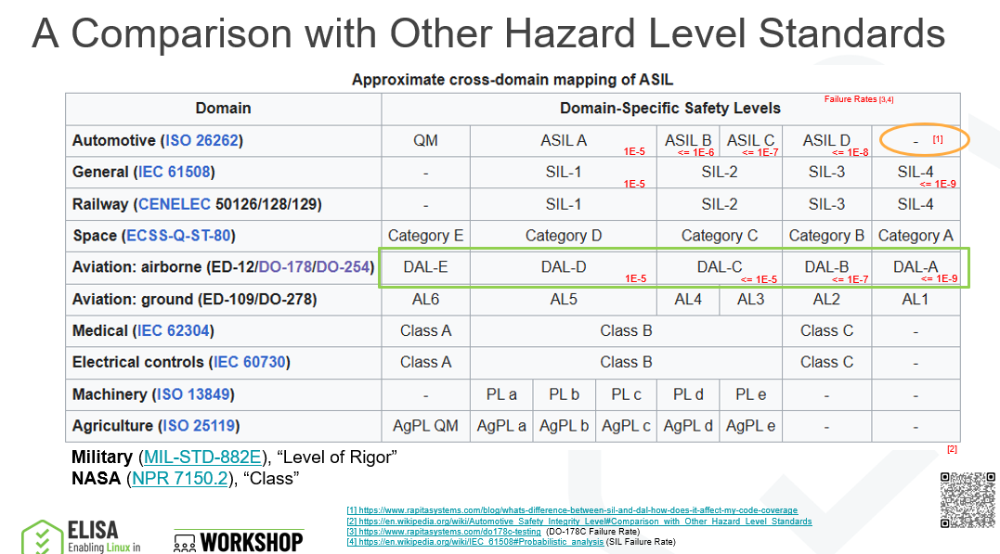 A Comparison with Other Hazard Level Standards
Approximate cross-domain mapping of ASIL
Domain Domain-Specific Safety Levels Failure Rates [3,4]
Automotive (ISO 26262) QM ASIL A 1E-5 ASIL B <= 1E-6 ASIL C <= 1E-7 ASIL D <= 1E-8 - [1]
General (IEC 61508) - SIL-1 1E-5 SIL-2 SIL-3 SIL-4 <= 1E-9
Railway (CENELEC 50126/128/129) - SIL-1 SIL-2 SIL-3 SIL-4
Space (ECSS-Q-ST-80) Category E Category D Category C Category B Category A
Aviation: airborne (ED-12/DO-178/DO-254) DAL-E DAL-D 1E-5 DAL-C <= 1E-5 DAL-B <= 1E-7 DAL-A <= 1E-9
Aviation: ground (ED-109/DO-278) AL6 AL5 AL4 AL3 AL2 AL1
Medical (IEC 62304) Class A Class B Class C -
Electrical controls (IEC 60730) Class A Class B Class C -
Machinery (ISO 13849) - PL a PL b PL c PL d PL e - -
Agriculture (ISO 25119) AgPL QM AgPL a AgPL b AgPL c AgPL d AgPL e - -
[2]
Military (MIL-STD-882E), “Level of Rigor”
NASA (NPR 7150.2), “Class”
[1] https://www.rapitasystems.com/blog/whats-difference-between-sil-and-dal-how-does-it-affect-my-code-coverage
[2] https://en.wikipedia.org/wiki/Automotive_Safety_Integrity_Level#Comparison_with_Other_Hazard_Level_Standards
[3] https://www.rapitasystems.com/do178c-testing (DO-178C Failure Rate)
[4] https://en.wikipedia.org/wiki/IEC_61508#Probabilistic_analysis (SIL Failure Rate)
ELISA
Enabling Linux in
WORKSHOP